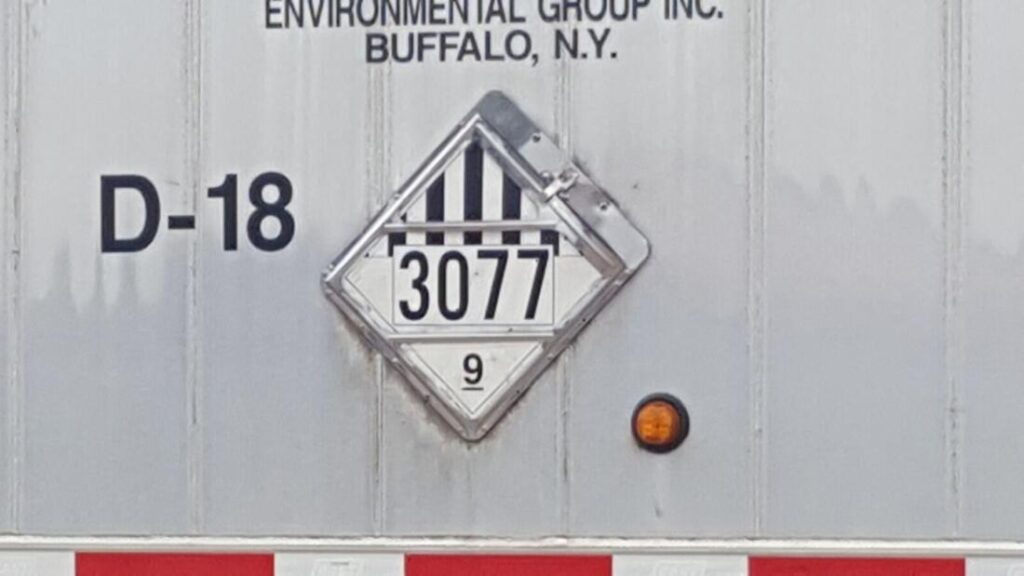 ENVIRONMENTAL GROUP INC.
BUFFALO, N.Y.
D-18
3077
9